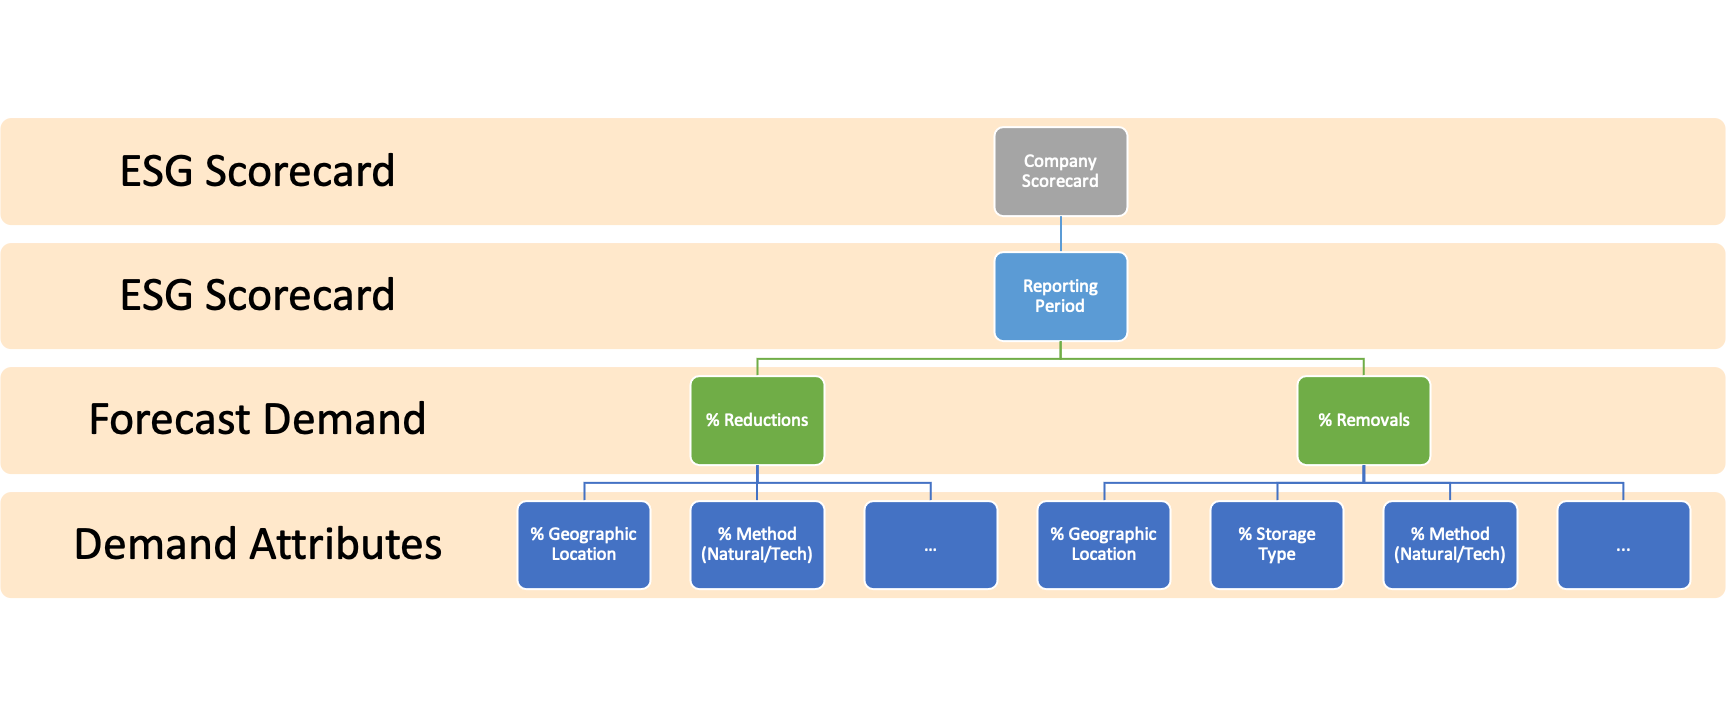 ESG Scorecard
Company
Scorecard
ESG Scorecard
Reporting
Period
Forecast Demand
% Reductions
% Removals
Demand Attributes
% Geographic
Location
% Method
(Natural/Tech)
...
% Geographic
Location
% Storage
Type
% Method
(Natural/Tech)
...